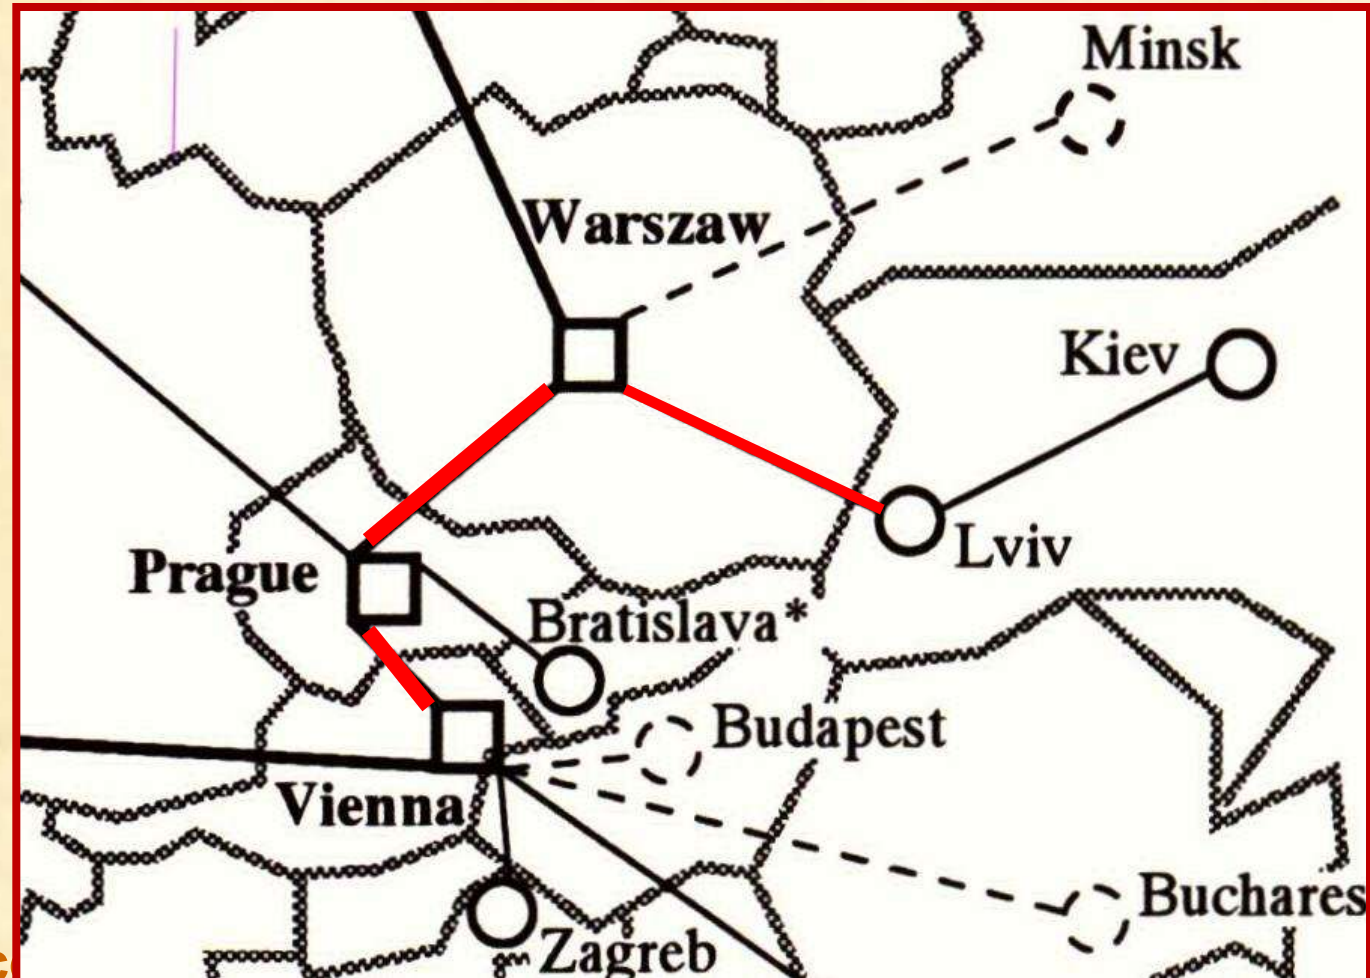 Minsk
Warszaw
Kiev
Lviv
Prague
Bratislava*
Budapest
Vienna
Buchares
Zagreb